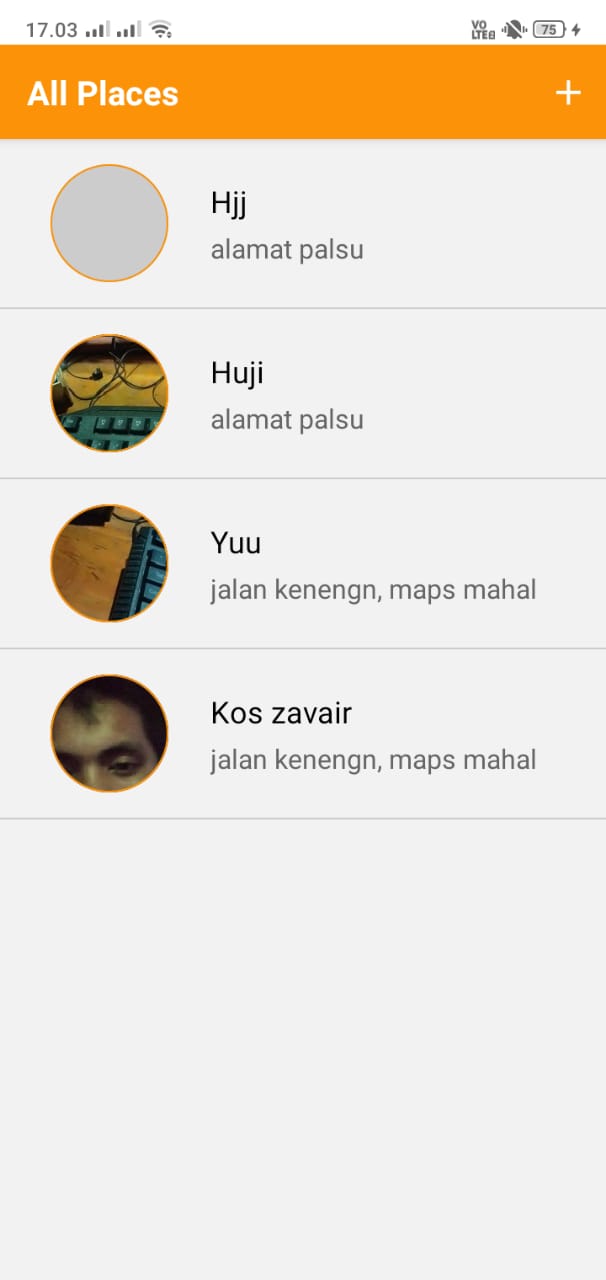 17.03
VO
LTE
75
All Places
Hjj
alamat palsu
Huji
alamat palsu
Yuu
jalan kenengn, maps mahal
Kos zavair
jalan kenengn, maps mahal